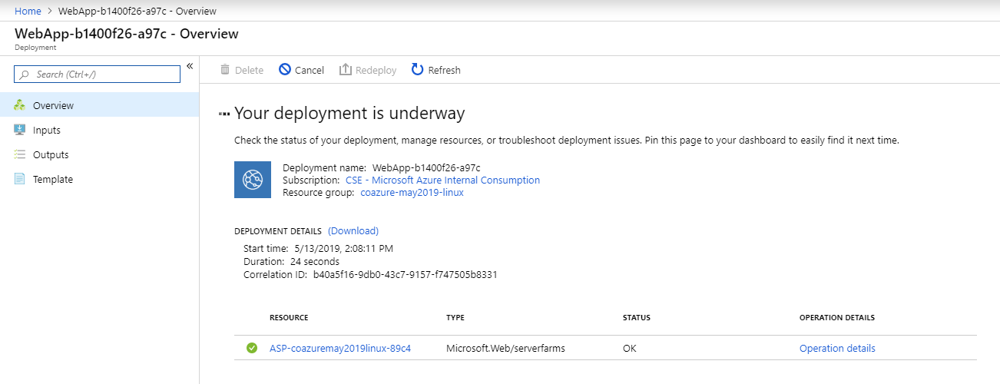 Home > WebApp-b1400f26-a97c - Overview
WebApp-b1400f26-a97c - Overview
Deployment
Search (Ctrl+/)
«
Delete Cancel Redeploy Refresh
Overview
Inputs
Outputs
Template
Your deployment is underway
Check the status of your deployment, manage resources, or troubleshoot deployment issues. Pin this page to your dashboard to easily find it next time.
Deployment name: WebApp-b1400f26-a97c
Subscription: CSE - Microsoft Azure Internal Consumption
Resource group: coazure-may2019-linux
DEPLOYMENT DETAILS (Download)
Start time: 5/13/2019, 2:08:11 PM
Duration: 24 seconds
Correlation ID: b40a5f16-9db0-43c7-9157-f747505b8331
RESOURCE TYPE STATUS OPERATION DETAILS
ASP-coazuremay2019linux-89c4 Microsoft.Web/serverfarms OK Operation details